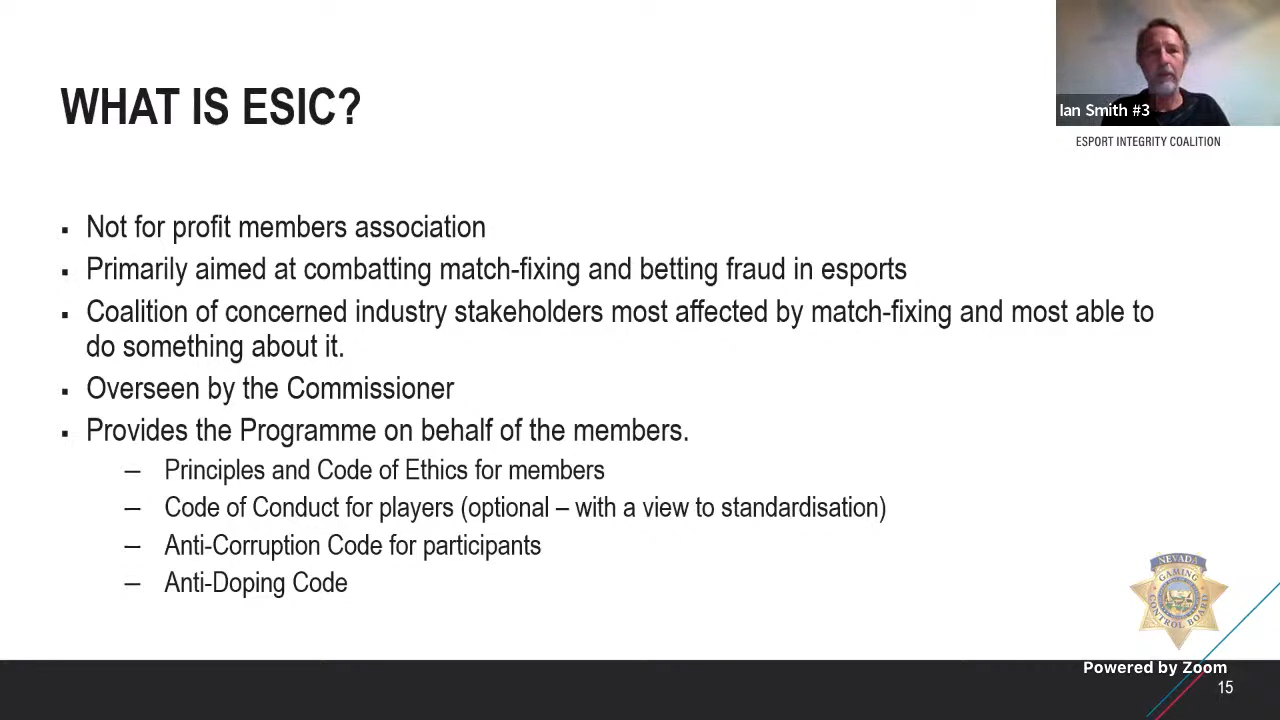 WHAT IS ESIC?
Ian Smith #3
ESPORT INTEGRITY COALITION
▪ Not for profit members association
▪ Primarily aimed at combatting match-fixing and betting fraud in esports
▪ Coalition of concerned industry stakeholders most affected by match-fixing and most able to
do something about it.
▪ Overseen by the Commissioner
▪ Provides the Programme on behalf of the members.
– Principles and Code of Ethics for members
– Code of Conduct for players (optional – with a view to standardisation)
– Anti-Corruption Code for participants
– Anti-Doping Code
NEVADA
GAMING
CONTROL BOARD
Powered by Zoom
15